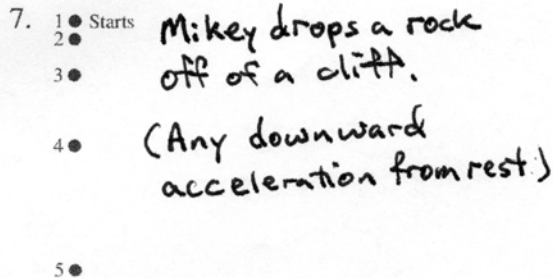 7. 1 Starts Mikey drops a rock
2
3 off of a cliff.
4 (Any downward
acceleration from rest.)
5